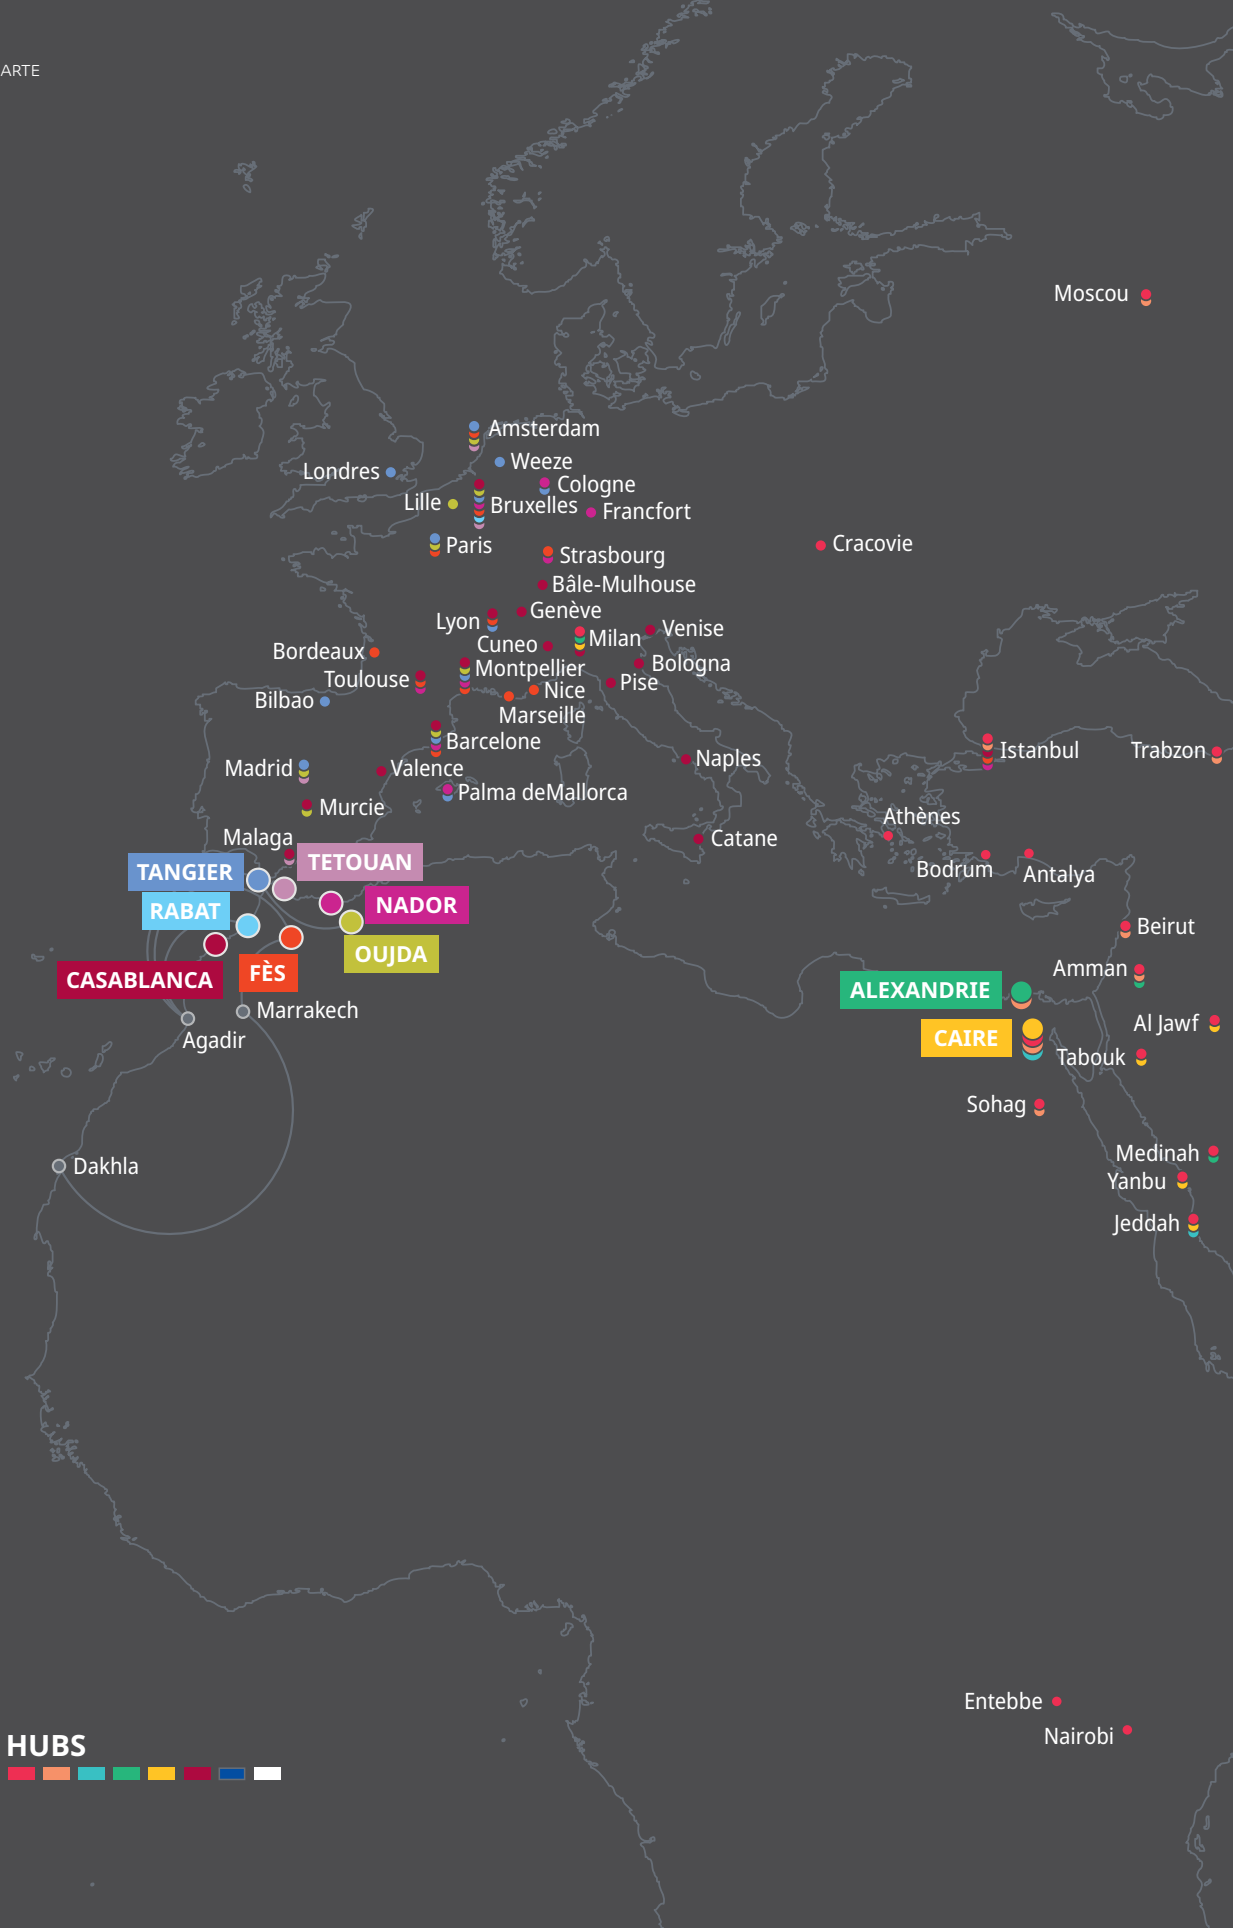 ARTE
Moscou
Amsterdam
Weeze
Londres
Cologne
Lille
Bruxelles
Francfort
Paris
Strasbourg
Cracovie
Bâle-Mulhouse
Genève
Lyon
Venise
Milan
Cuneo
Bordeaux
Bologna
Montpellier
Toulouse
Pise
Nice
Bilbao
Marseille
Barcelone
Istanbul
Trabzon
Naples
Madrid
Valence
Palma deMallorca
Murcie
Athènes
Malaga
Catane
TETOUAN
TANGIER
Bodrum
Antalya
NADOR
RABAT
Beirut
OUJDA
Amman
FÈS
CASABLANCA
ALEXANDRIE
Marrakech
Al Jawf
Agadir
CAIRE
Tabouk
Sohag
Medinah
Dakhla
Yanbu
Jeddah
Entebbe
Nairobi
HUBS